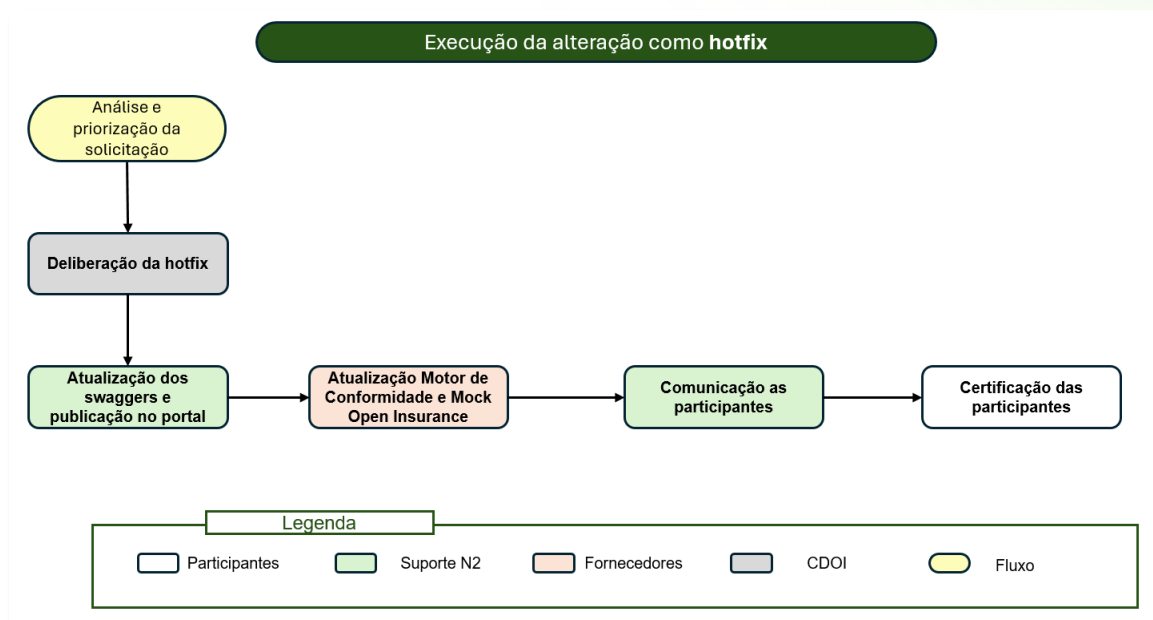 Execução da alteração como hotfix
Análise e
priorização da
solicitação
Deliberação da hotfix
Atualização dos
swaggers e
publicação no portal
Atualização Motor de
Conformidade e Mock
Open Insurance
Comunicação as
participantes
Certificação das
participantes
Legenda
Participantes
Suporte N2
Fornecedores
CDOI
Fluxo